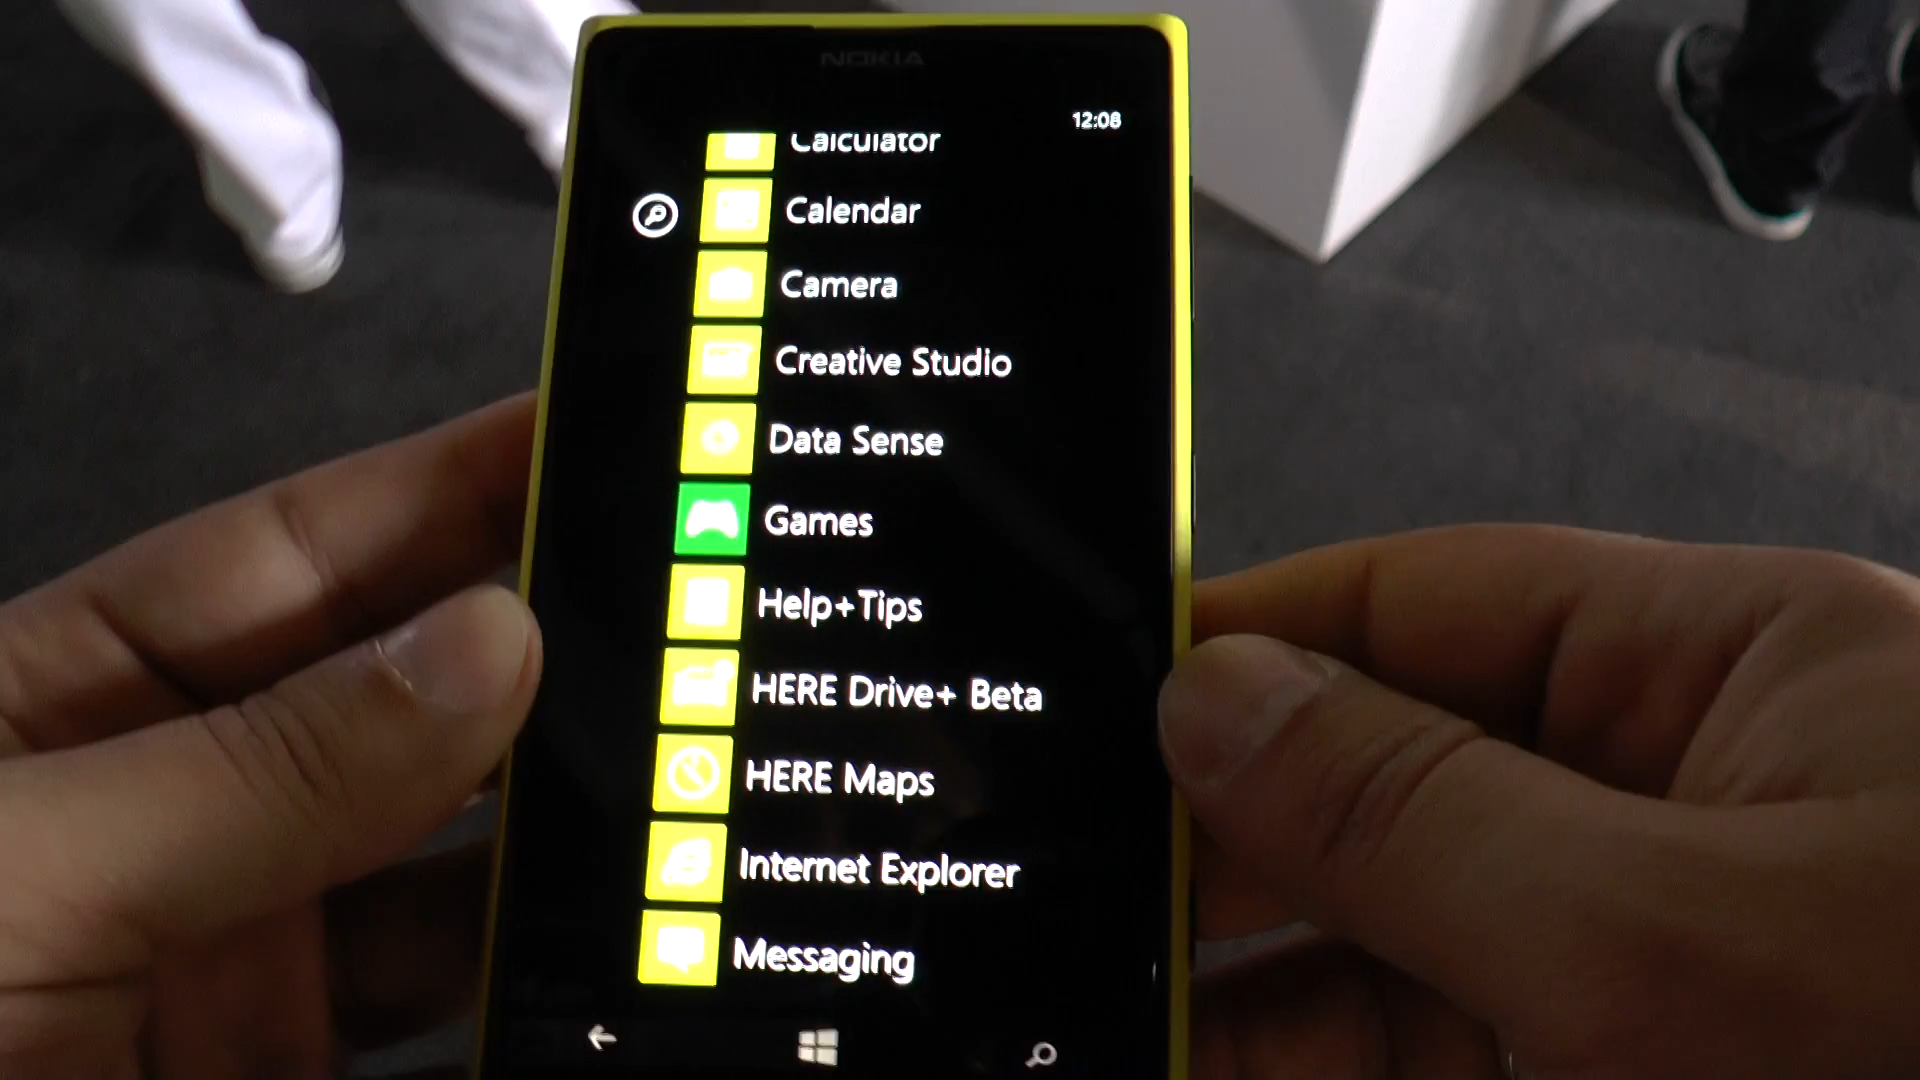 NOKIA
12:08
Calculator
Calendar
Camera
Creative Studio
Data Sense
Games
Help+Tips
HERE Drive+ Beta
HERE Maps
Internet Explorer
Messaging